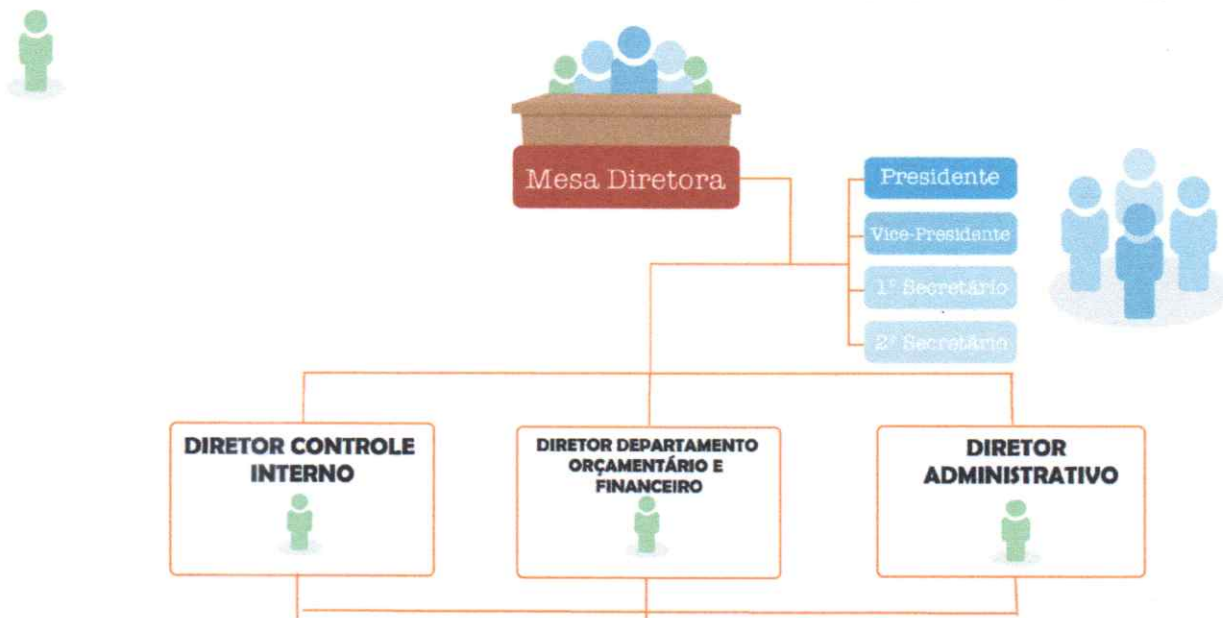 Mesa Diretora
Presidente
Vice-Presidente
1º Secretário
2º Secretário
DIRETOR CONTROLE
INTERNO
DIRETOR DEPARTAMENTO
ORÇAMENTÁRIO E
FINANCEIRO
DIRETOR
ADMINISTRATIVO